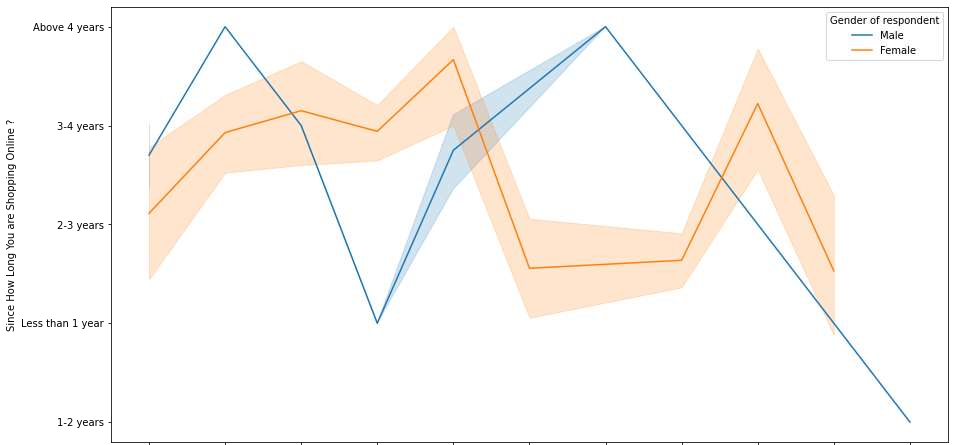 Above 4 years
3-4 years
2-3 years
Less than 1 year
1-2 years
Since How Long You are Shopping Online ?
Gender of respondent
Male
Female